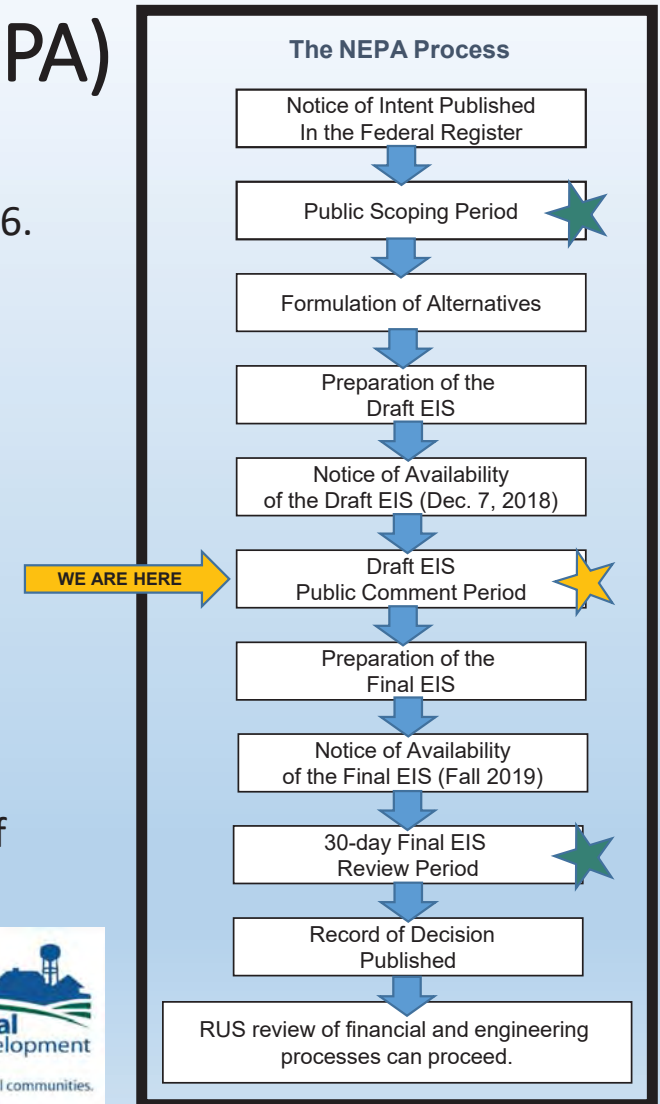 PA)
6.
f
The NEPA Process
Notice of Intent Published
In the Federal Register
Public Scoping Period
Formulation of Alternatives
Preparation of the
Draft EIS
Notice of Availability
of the Draft EIS (Dec. 7, 2018)
WE ARE HERE
Draft EIS
Public Comment Period
Preparation of the
Final EIS
Notice of Availability
of the Final EIS (Fall 2019)
30-day Final EIS
Review Period
Record of Decision
Published
RUS review of financial and engineering
processes can proceed.
al
elopment
l communities.